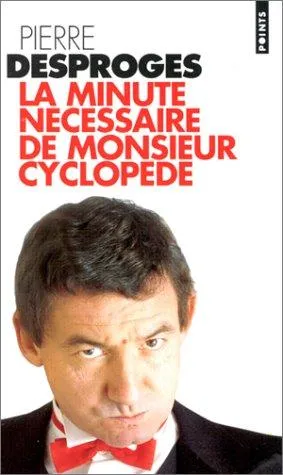 PIERRE
DESPROGES
LA MINUTE
NECESSAIRE
DE MONSIEUR
CYCLOPEDE
POINTS